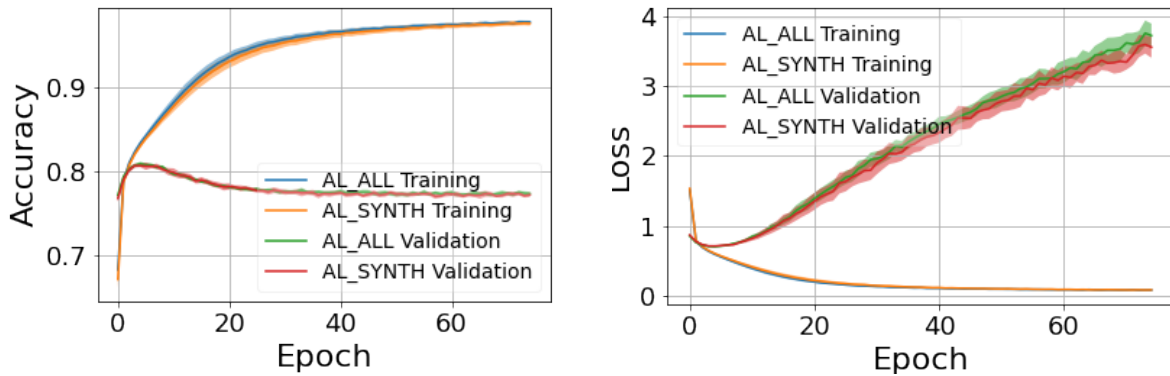 Accuracy
0.9
0.8
0.7
0
20
40
60
Epoch
AL_ALL Training
AL_SYNTH Training
AL_ALL Validation
AL_SYNTH Validation
Loss
4
3
2
1
0
0
20
40
60
Epoch
AL_ALL Training
AL_SYNTH Training
AL_ALL Validation
AL_SYNTH Validation